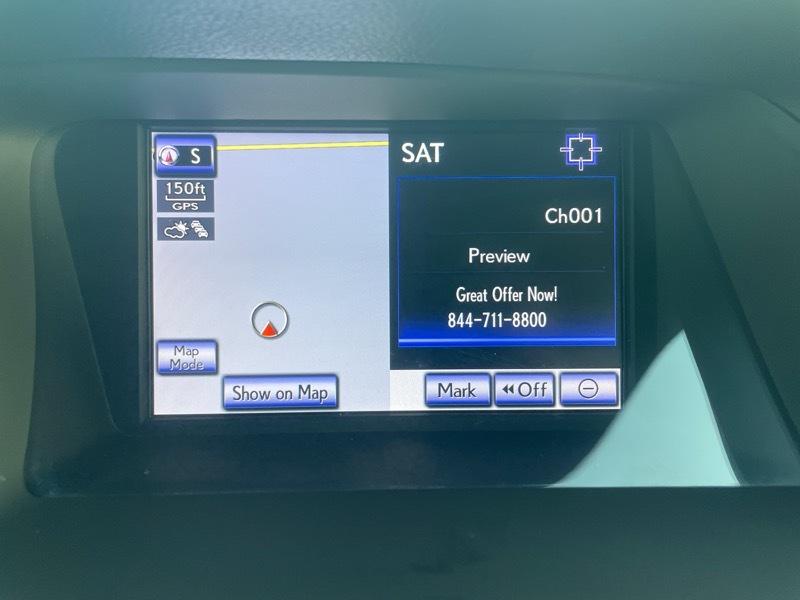 S
150ft
GPS
Map
Mode
Show on Map
SAT
Ch001
Preview
Great Offer Now!
844-711-8800
Mark
Off